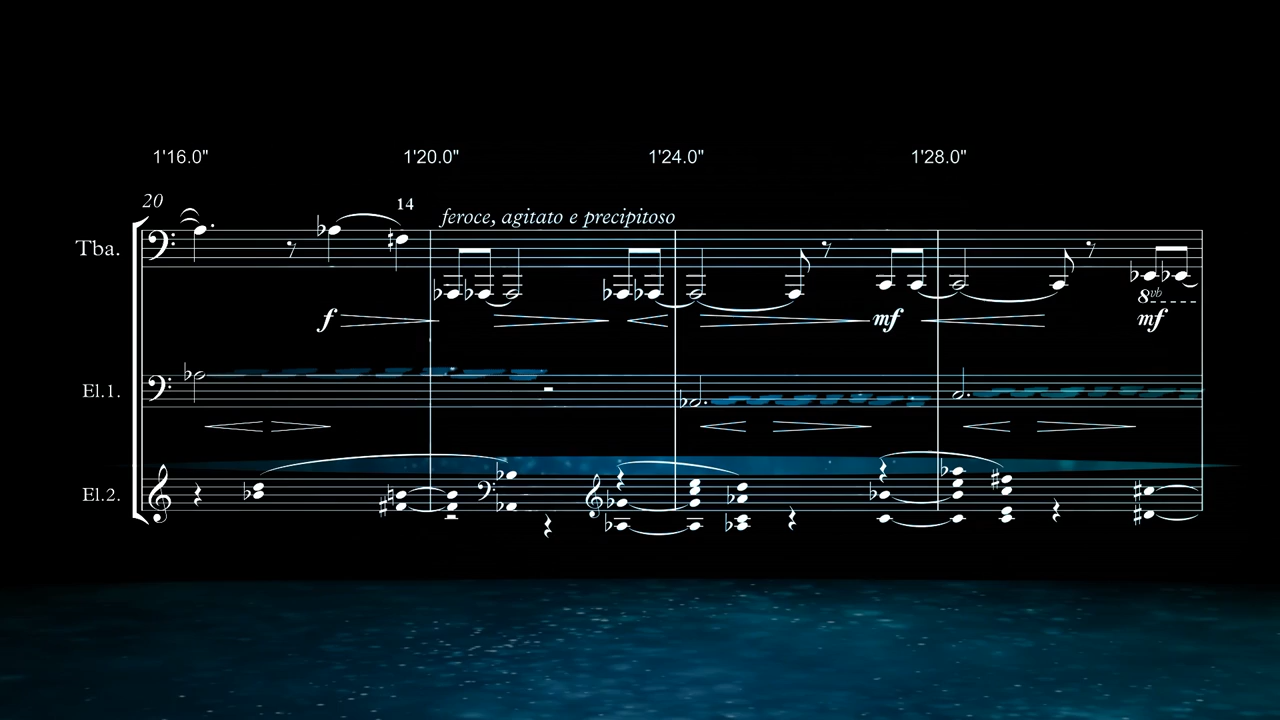 1'16.0" 1'20.0" 1'24.0" 1'28.0"
20 14 feroce, agitato e precipitoso
Tba.
8vb
f mf mf
El.1.
El.2.